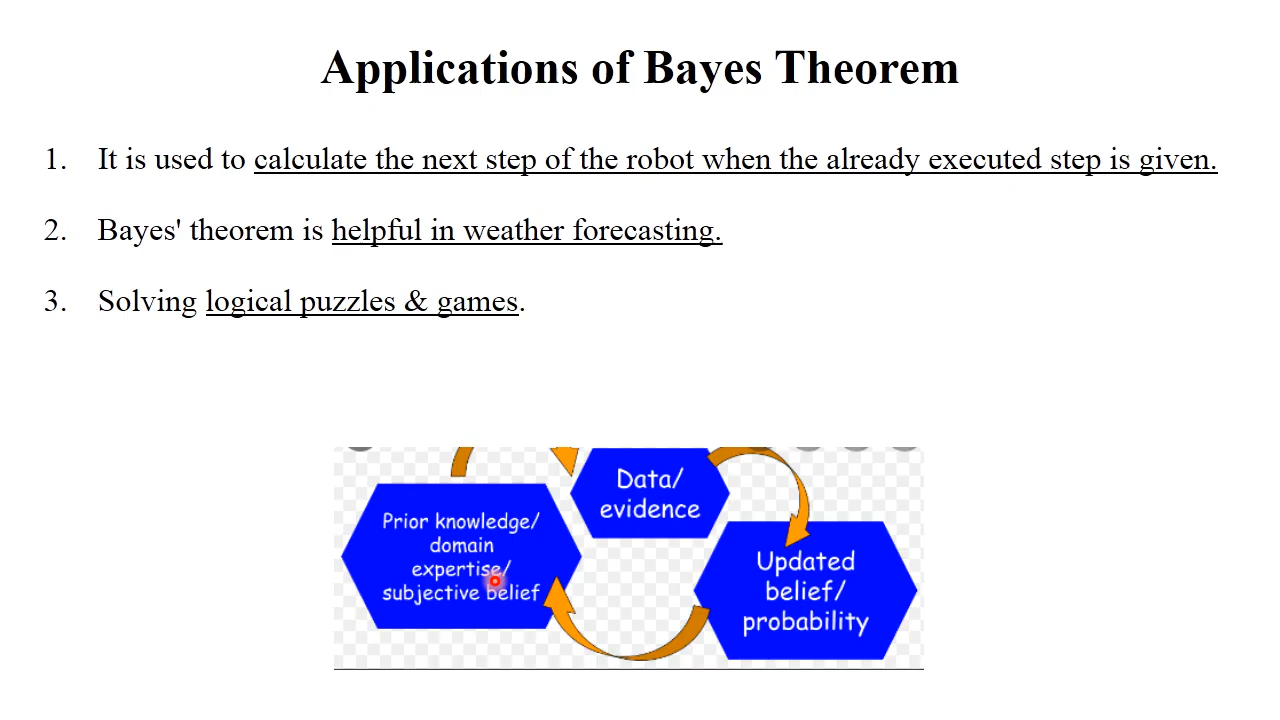 Applications of Bayes Theorem
1. It is used to calculate the next step of the robot when the already executed step is given.
2. Bayes' theorem is helpful in weather forecasting.
3. Solving logical puzzles & games.
Data/
evidence
Prior knowledge/
domain
expertise/
subjective belief
Updated
belief/
probability